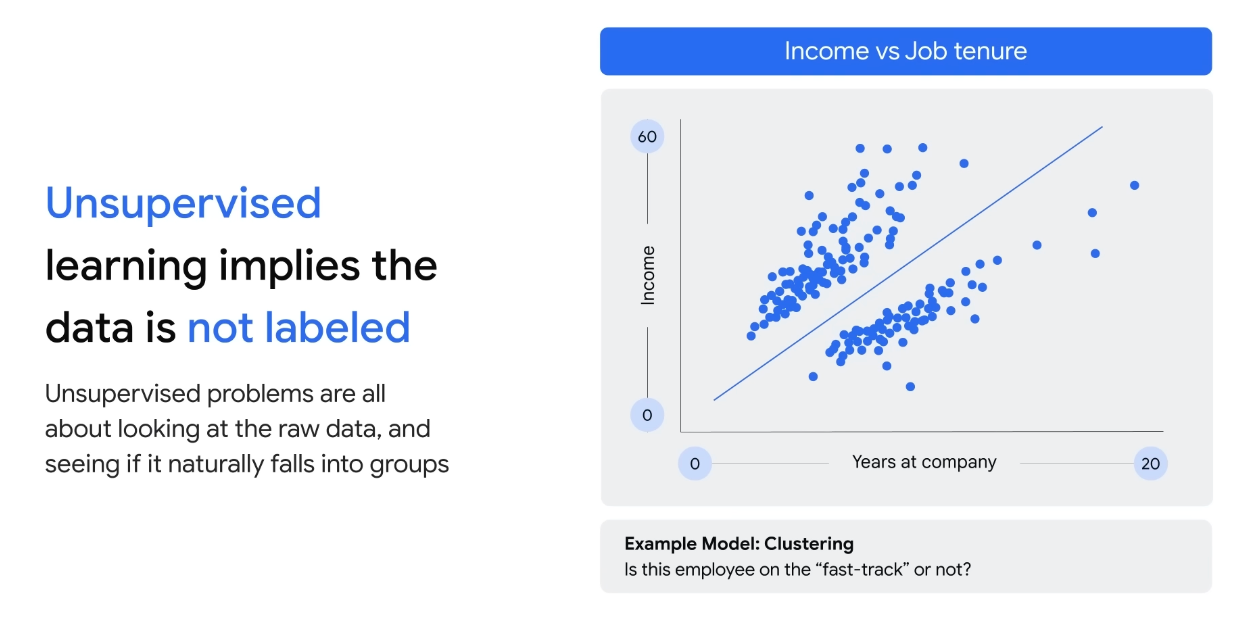 Unsupervised
learning implies the
data is not labeled
Unsupervised problems are all
about looking at the raw data, and
seeing if it naturally falls into groups
Income vs Job tenure
60
Income
0
0
Years at company
20
Example Model: Clustering
Is this employee on the “fast-track” or not?